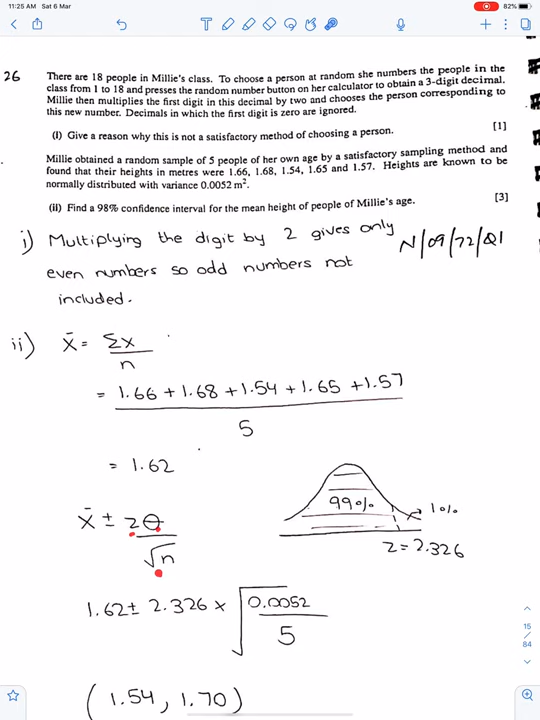 11:25 AM Sat 6 Mar
82%
26
There are 18 people in Millie's class. To choose a person at random she numbers the people in the
class from 1 to 18 and presses the random number button on her calculator to obtain a 3-digit decimal.
Millie then multiplies the first digit in this decimal by two and chooses the person corresponding to
this new number. Decimals in which the first digit is zero are ignored.
(i) Give a reason why this is not a satisfactory method of choosing a person. [1]
Millie obtained a random sample of 5 people of her own age by a satisfactory sampling method and
found that their heights in metres were 1.66, 1.68, 1.54, 1.65 and 1.57. Heights are known to be
normally distributed with variance 0.0052 m².
(ii) Find a 98% confidence interval for the mean height of people of Millie's age. [3]
i) Multiplying the digit by 2 gives only
N/09/72/Q1
even numbers so odd numbers not
included.
ii) x̄ = Σx
n
= 1.66 + 1.68 + 1.54 + 1.65 + 1.57
5
= 1.62
99%
1%
x̄ ± zσ
√n
z = 2.326
1.62 ± 2.326 × √0.0052
5
(1.54, 1.70)
15
/
84